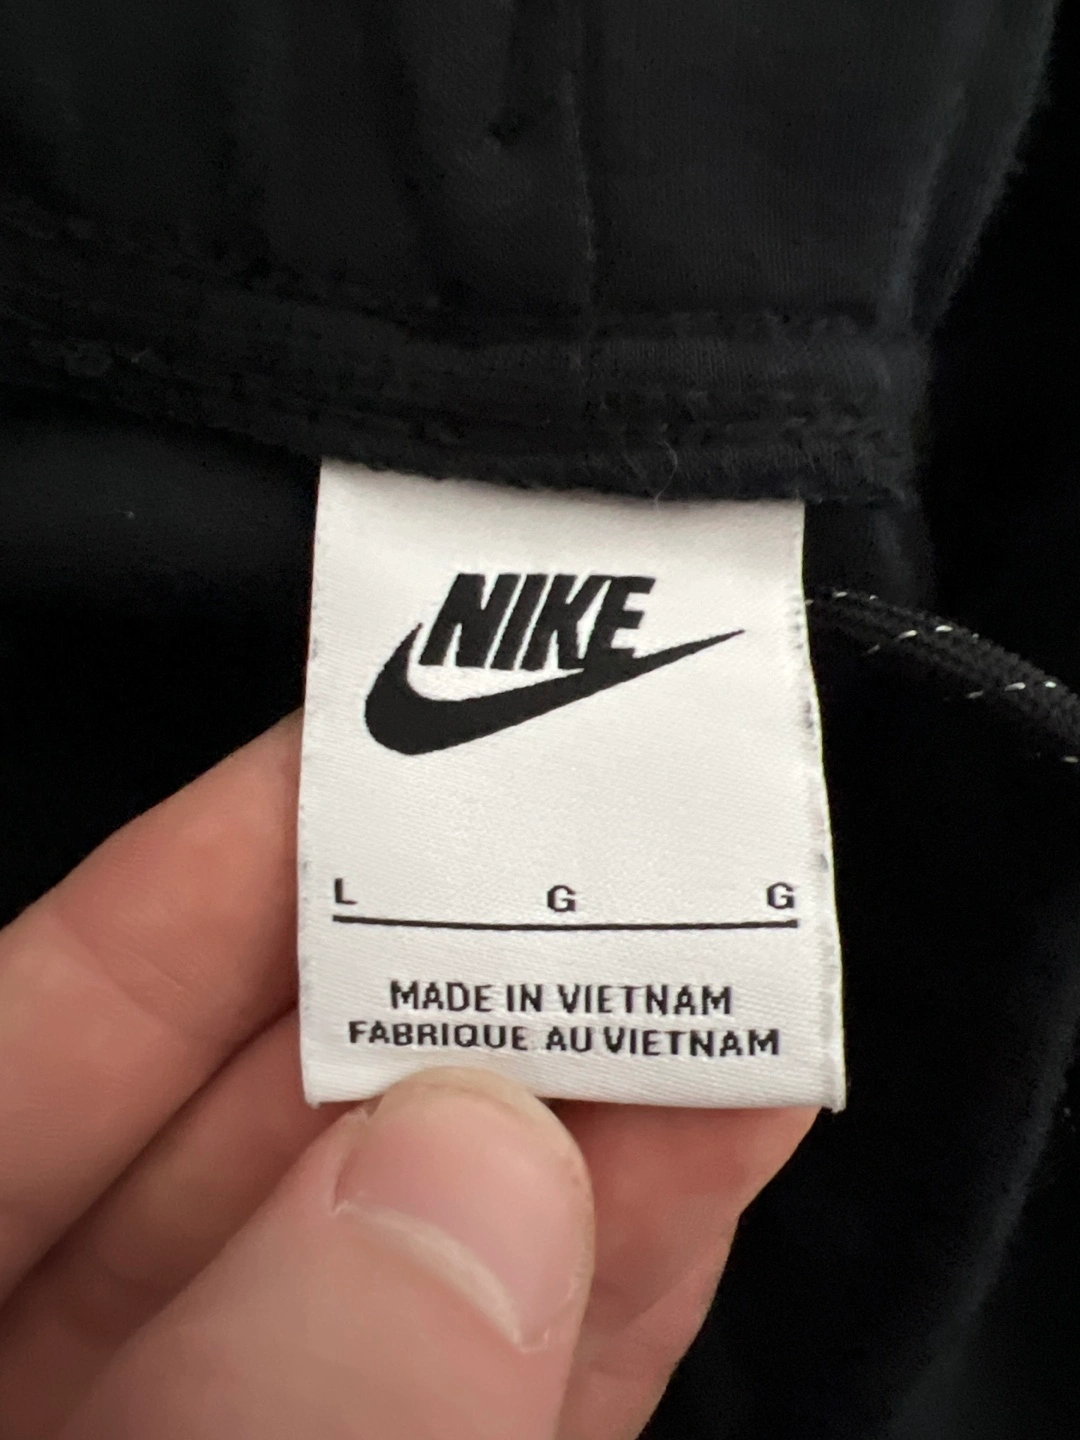 NIKE
L G G
MADE IN VIETNAM
FABRIQUE AU VIETNAM